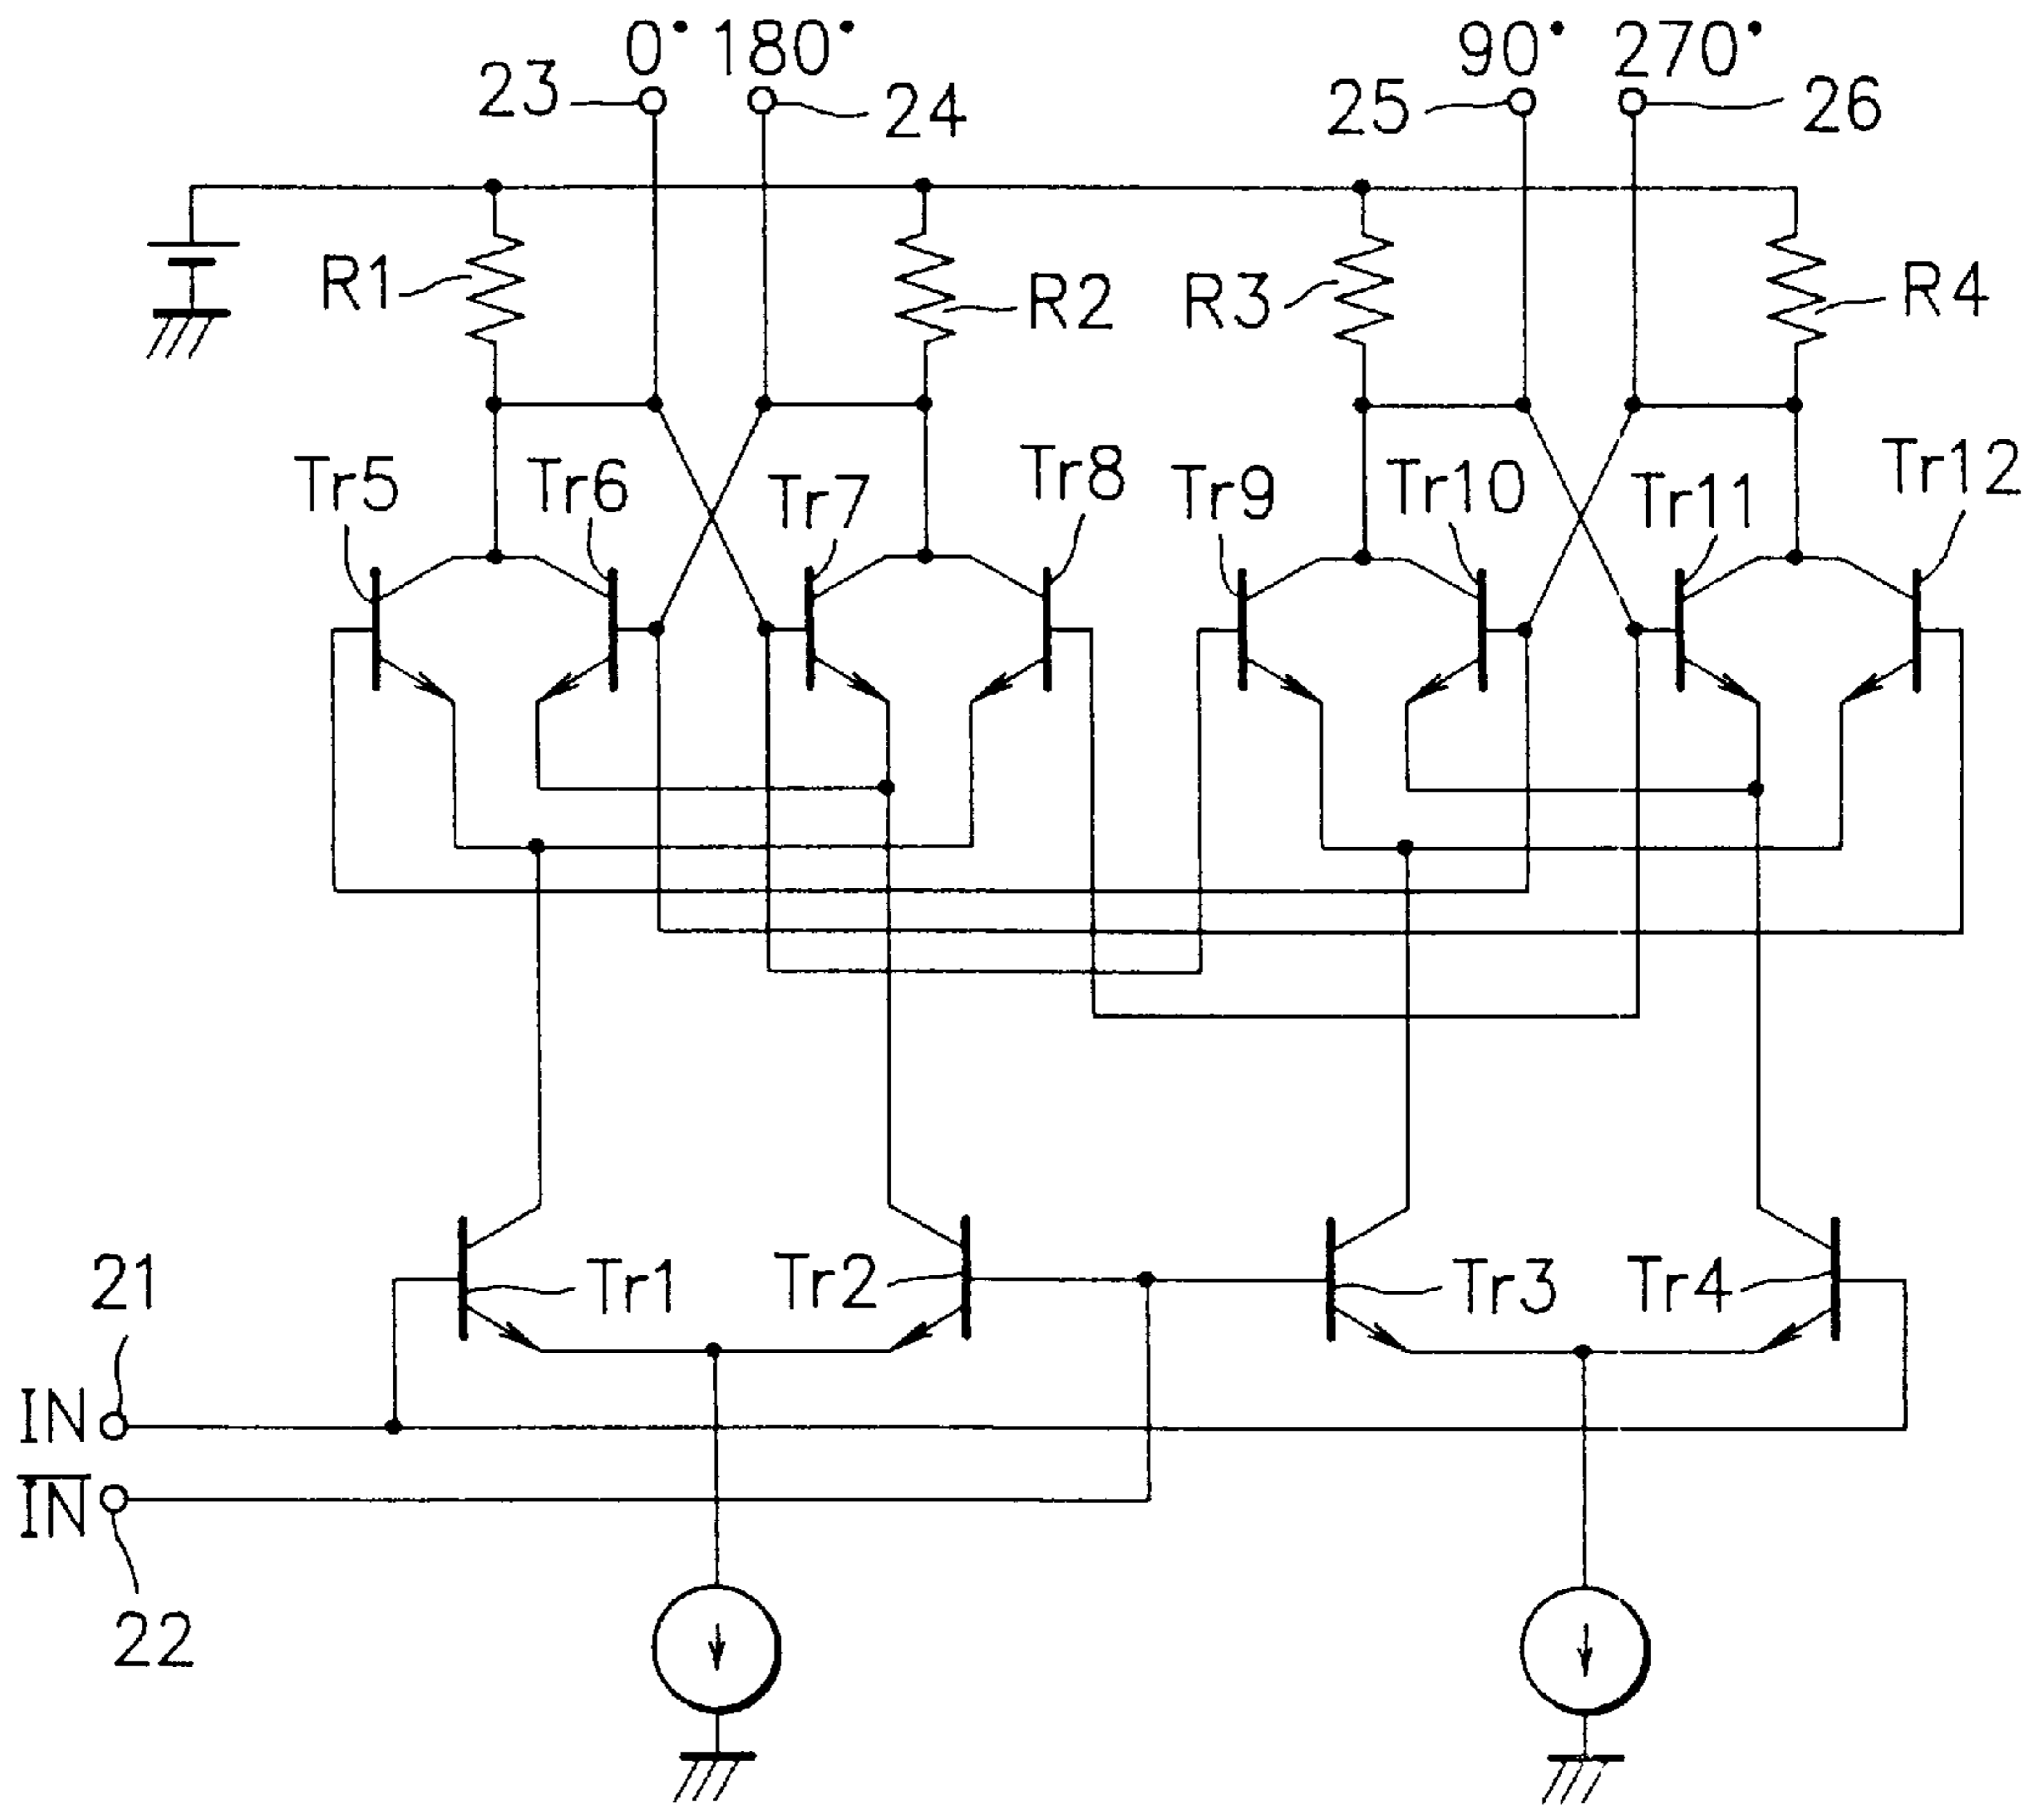 0° 180° 90° 270°
23 24 25 26
R1 R2 R3 R4
Tr5 Tr6 Tr7 Tr8 Tr9 Tr10 Tr11 Tr12
21 Tr1 Tr2 Tr3 Tr4
IN
I̅N̅
22